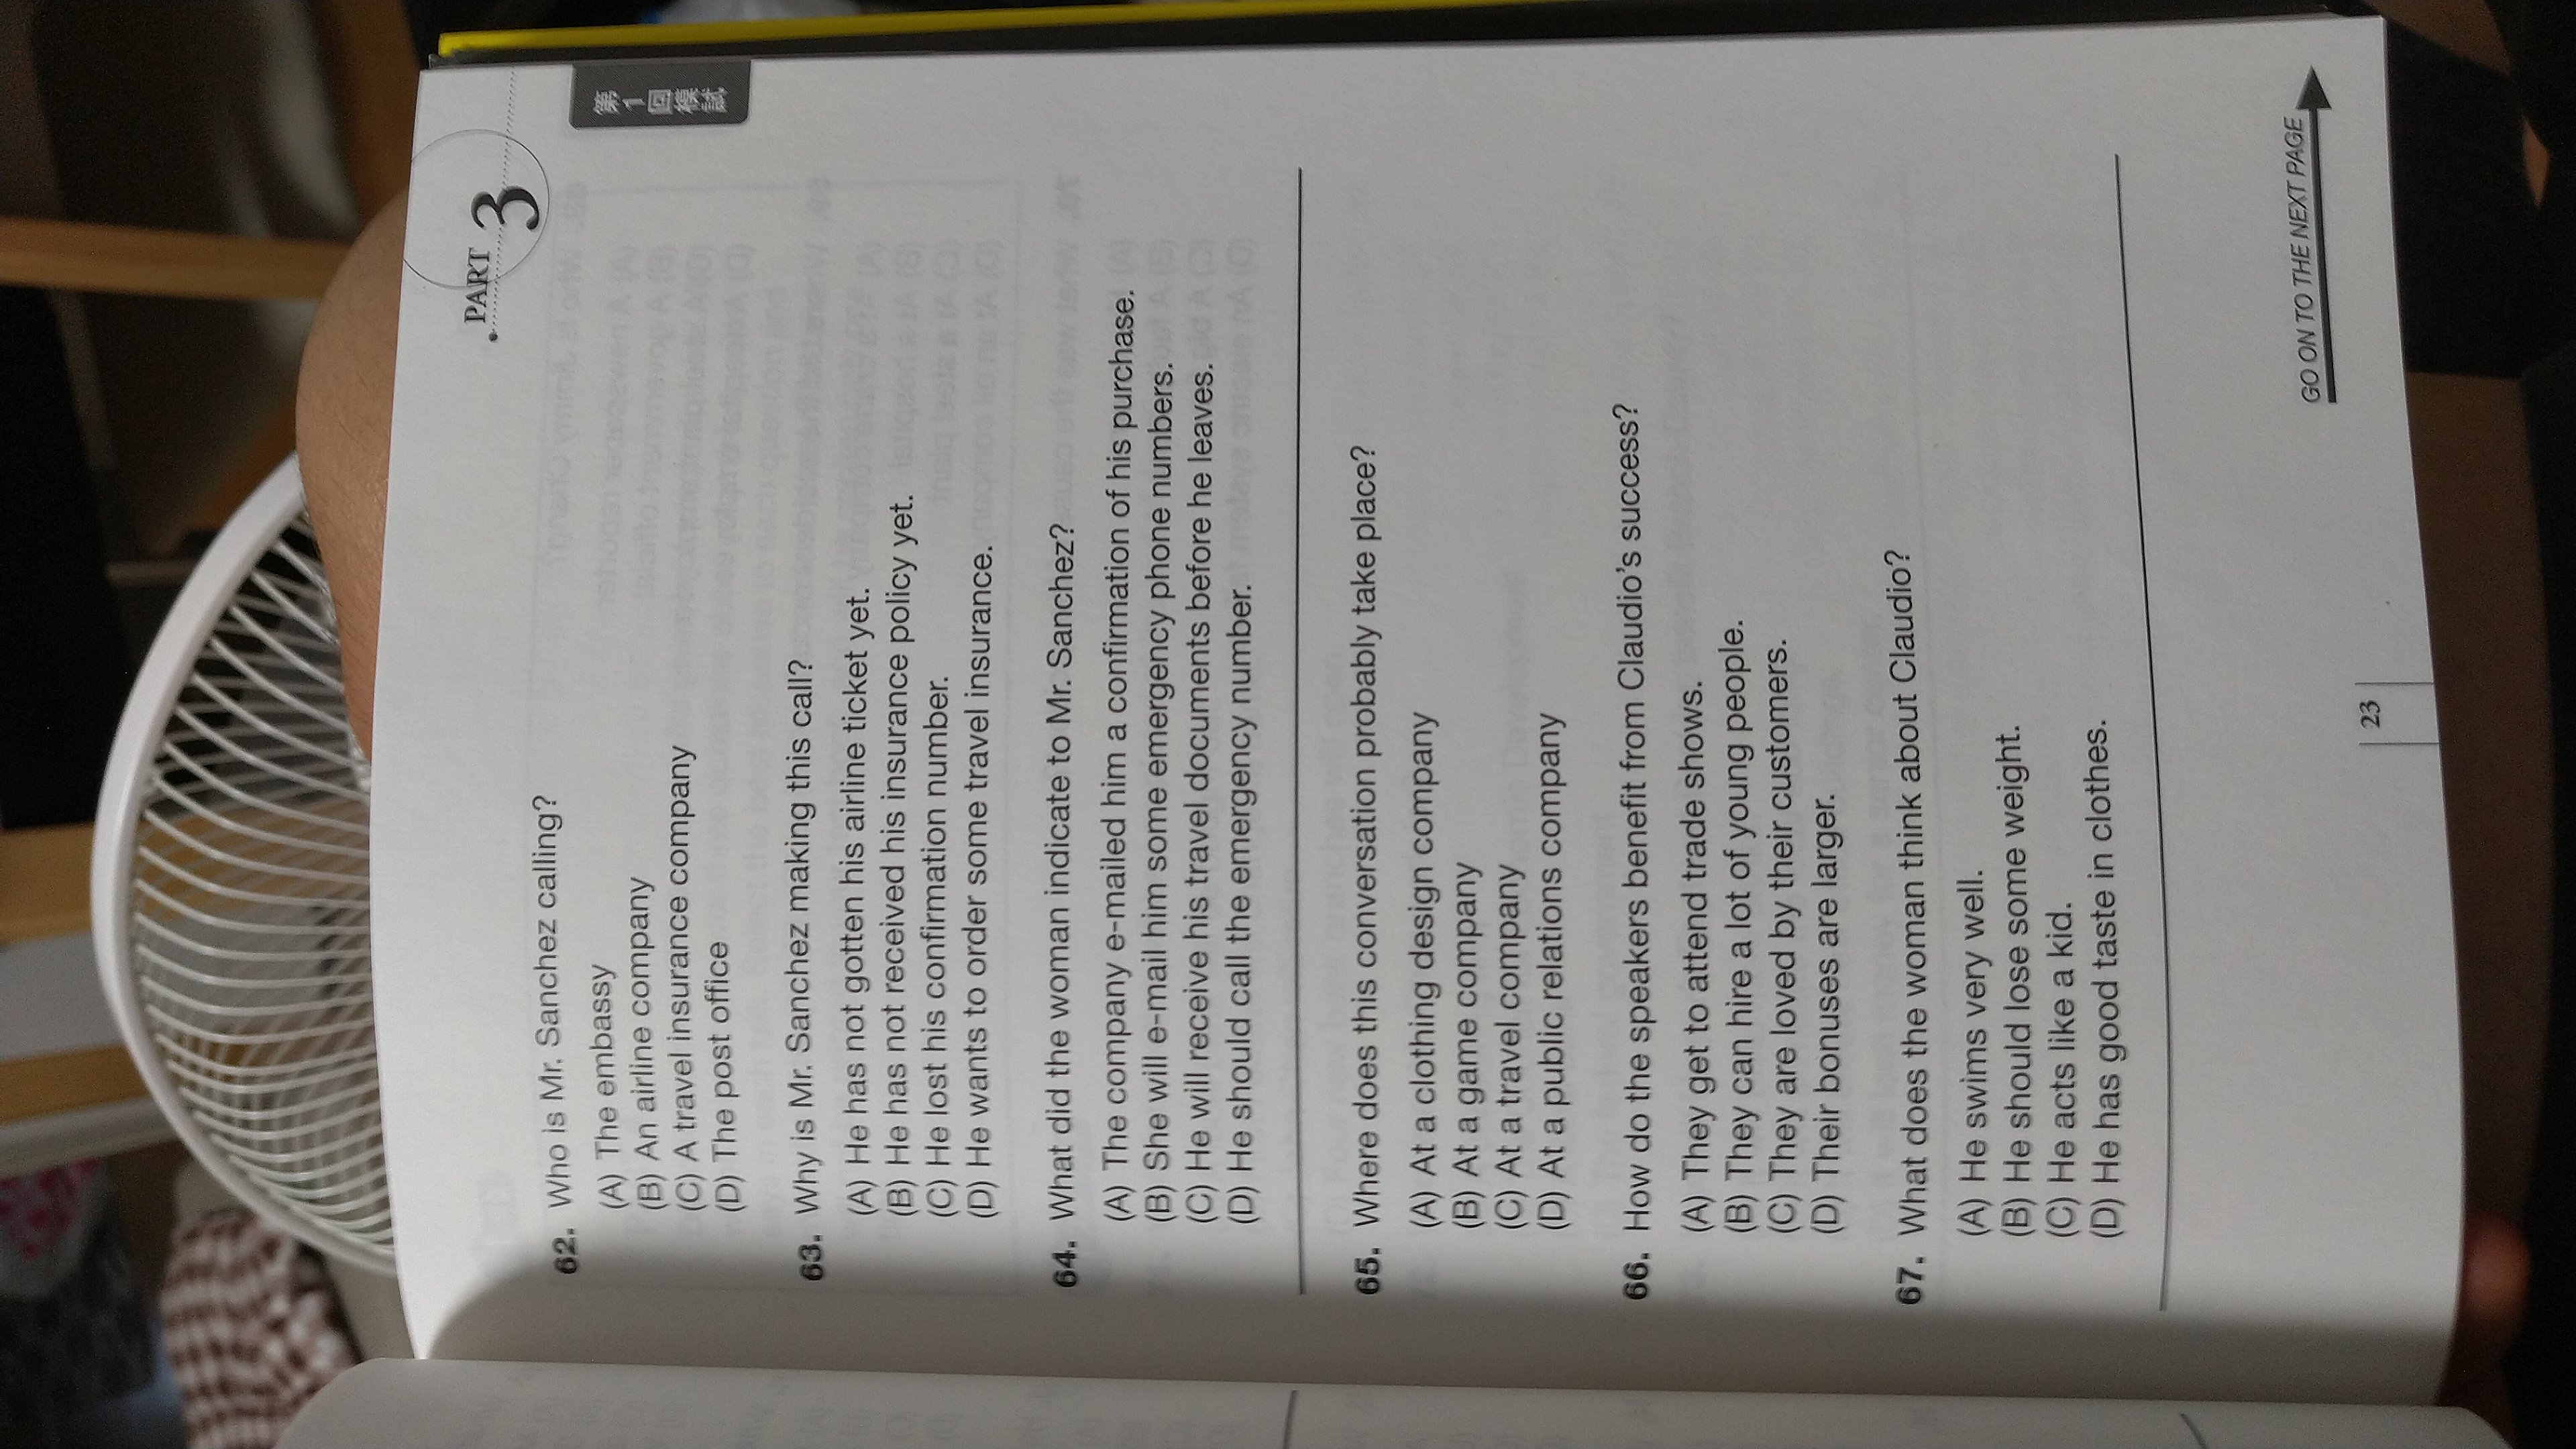 PART 3
第1回模試
62. Who is Mr. Sanchez calling?
(A) The embassy
(B) An airline company
(C) A travel insurance company
(D) The post office
63. Why is Mr. Sanchez making this call?
(A) He has not gotten his airline ticket yet.
(B) He has not received his insurance policy yet.
(C) He lost his confirmation number.
(D) He wants to order some travel insurance.
64. What did the woman indicate to Mr. Sanchez?
(A) The company e-mailed him a confirmation of his purchase.
(B) She will e-mail him some emergency phone numbers.
(C) He will receive his travel documents before he leaves.
(D) He should call the emergency number.
65. Where does this conversation probably take place?
(A) At a clothing design company
(B) At a game company
(C) At a travel company
(D) At a public relations company
66. How do the speakers benefit from Claudio's success?
(A) They get to attend trade shows.
(B) They can hire a lot of young people.
(C) They are loved by their customers.
(D) Their bonuses are larger.
67. What does the woman think about Claudio?
(A) He swims very well.
(B) He should lose some weight.
(C) He acts like a kid.
(D) He has good taste in clothes.
GO ON TO THE NEXT PAGE
23